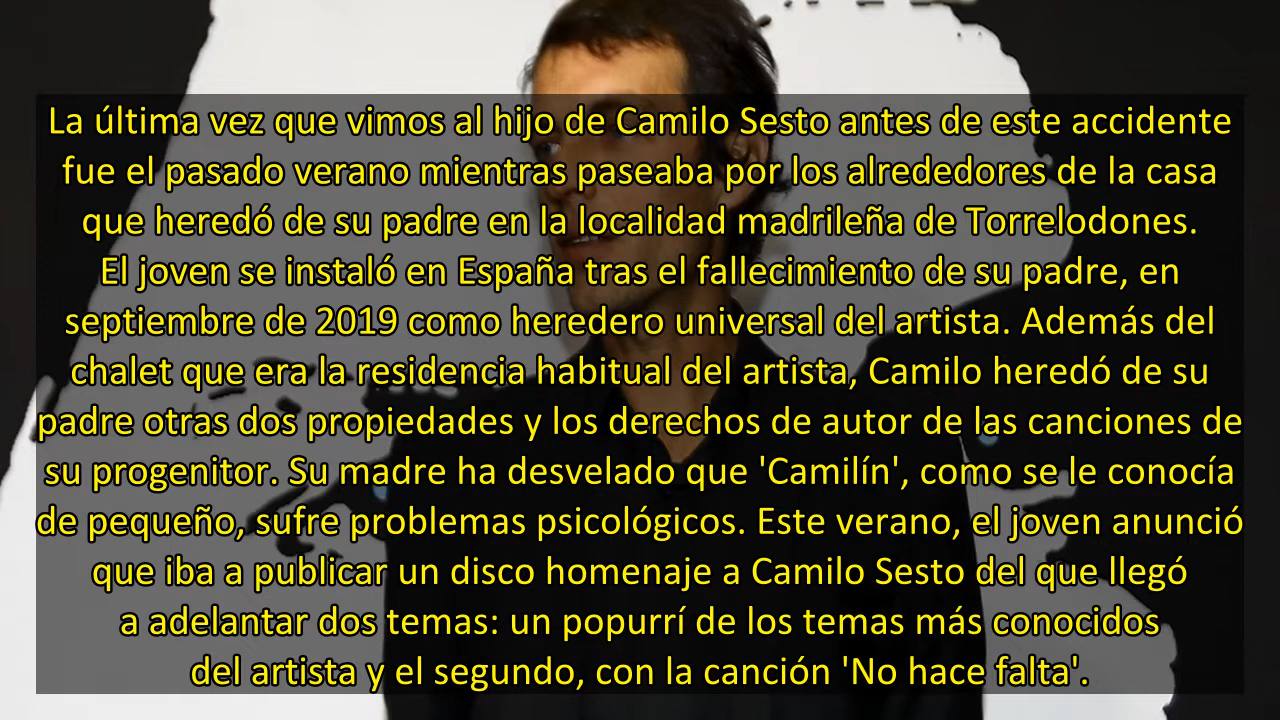 La última vez que vimos al hijo de Camilo Sesto antes de este accidente
fue el pasado verano mientras paseaba por los alrededores de la casa
que heredó de su padre en la localidad madrileña de Torrelodones.
El joven se instaló en España tras el fallecimiento de su padre, en
septiembre de 2019 como heredero universal del artista. Además del
chalet que era la residencia habitual del artista, Camilo heredó de su
padre otras dos propiedades y los derechos de autor de las canciones de
su progenitor. Su madre ha desvelado que 'Camilín', como se le conocía
de pequeño, sufre problemas psicológicos. Este verano, el joven anunció
que iba a publicar un disco homenaje a Camilo Sesto del que llegó
a adelantar dos temas: un popurrí de los temas más conocidos
del artista y el segundo, con la canción 'No hace falta'.